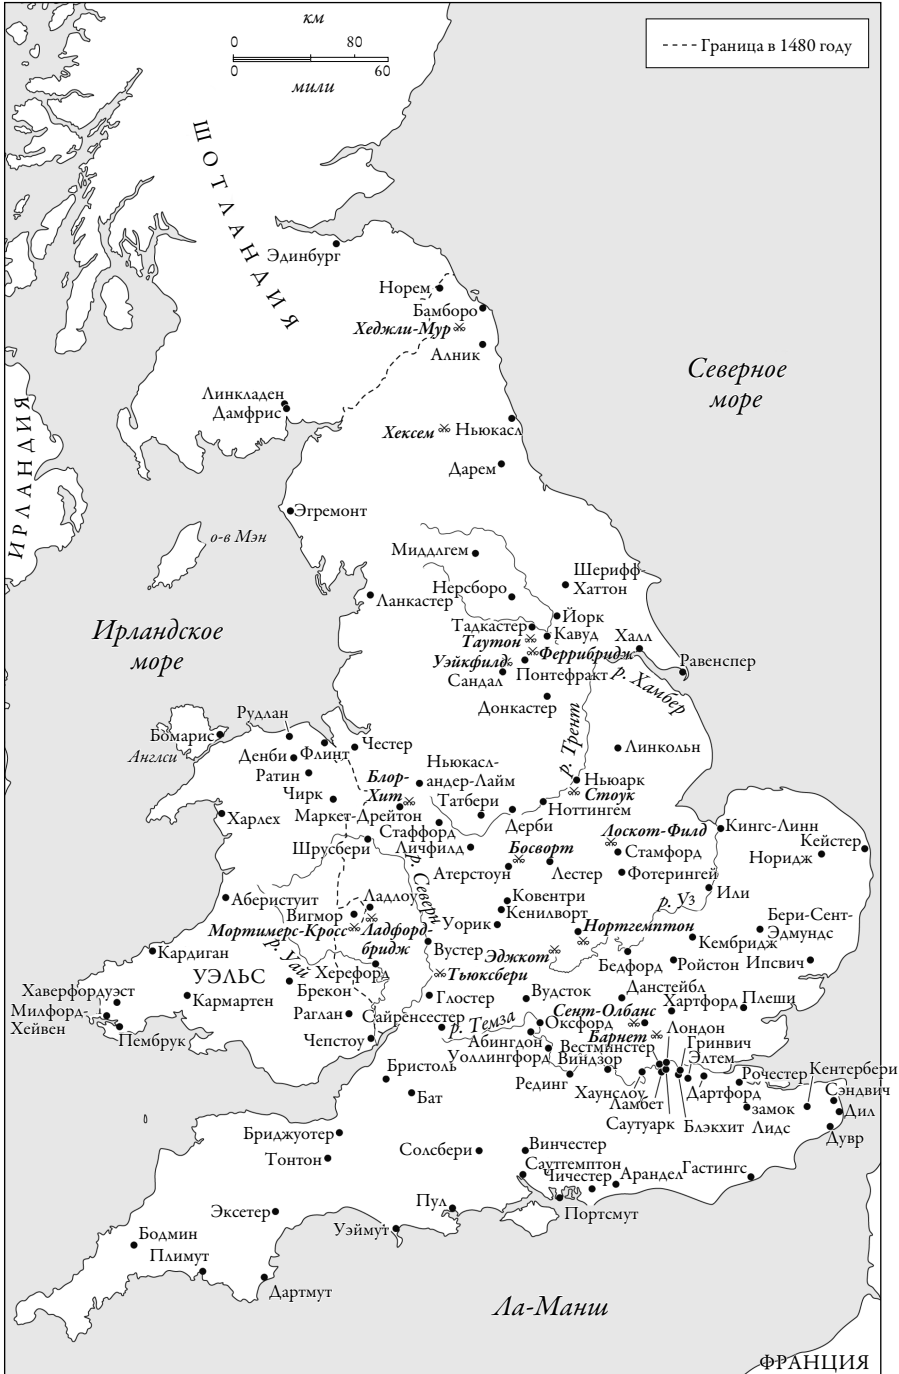 км
0 80
0 60
мили
Граница в 1480 году
ШОТЛАНДИЯ
Эдинбург
Норем
Бамборо
Хеджли-Мур
Алник
Северное
море
Линкладен
Дамфрис
ИРЛАНДИЯ
Хексем
Ньюкасл
Дарем
Эгремонт
о-в Мэн
Миддлгем
Шерифф-
Хаттон
Нерсборо
Ланкастер
Йорк
Тадкастер
Кавуд
Ирландское
море
Таутон
Халл
Феррибридж
Уэйкфилд
Равенспер
Сандал
Понтефракт
р. Хамбер
Донкастер
Рудлан
р. Трент
Бомарис
Честер
Линкольн
Англси
Денби
Флинт
Ньюкасл-
андер-Лайм
Ратин
Блор-
Хит
Ньюарк
Чирк
Стоук
Татбери
Харлех
Маркет-Дрейтон
Ноттингем
Дерби
Стаффорд
Лоскот-Филд
Кингс-Линн
Шрусбери
Личфилд
Босворт
Стамфорд
Кейстер
Норидж
р. Северн
Атерстоун
Лестер
Фотерингей
Или
Аберистуит
Ладлоу
Ковентри
р. Уз
Вигмор
Кенилворт
Бери-Сент-
Эдмундс
Мортимерс-Кросс
Ладфорд-
бридж
Уорик
Нортгемптон
Кембридж
Кардиган
р. Уай
Вустер
Эджкот
УЭЛЬС
Херефорд
Тьюксбери
Бедфорд
Ройстон
Ипсвич
Хаверфордуэст
Кармартен
Брекон
Милфорд-
Хейвен
Глостер
Вудсток
Данстейбл
Хартфорд
Плеши
Раглан
Сайренсестер
Сент-Олбанс
Пембрук
р. Темза
Оксфорд
Лондон
Чепстоу
Абингдон
Барнет
Гринвич
Уоллингфорд
Вестминстер
Элтем
Бристоль
Виндзор
Рочестер
Кентербери
Рединг
Хаунслоу
Дартфорд
Сэндвич
Бат
Ламбет
замок
Лидс
Дил
Саутуарк
Блэкхит
Дувр
Бриджуотер
Солсбери
Винчестер
Тонтон
Саутгемптон
Чичестер
Арандел
Гастингс
Эксетер
Пул
Портсмут
Уэймут
Бодмин
Плимут
Дартмут
Ла-Манш
ФРАНЦИЯ